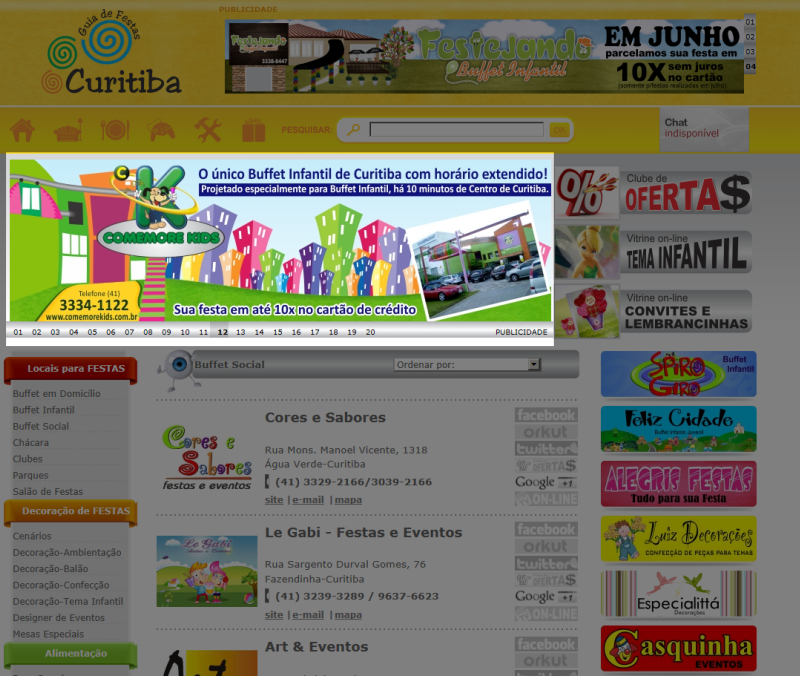 PUBLICIDADE
Guia de Festas
Curitiba
Festejando
3338-8447
Festejando
Buffet Infantil
EM JUNHO
parcelamos sua festa em
10X sem juros
no cartão
(somente p/festas realizadas em julho)
01
02
03
04
PESQUISAR:
OK
Chat
indisponível
CK
COMEMORE KIDS
O único Buffet Infantil de Curitiba com horário extendido!
Projetado especialmente para Buffet Infantil, há 10 minutos de Centro de Curitiba.
Telefone (41)
3334-1122
www.comemorekids.com.br
Sua festa em até 10x no cartão de crédito
01 02 03 04 05 06 07 08 09 10 11 12 13 14 15 16 17 18 19 20
PUBLICIDADE
%
Clube de
OFERTA$
Vitrine on-line
TEMA INFANTIL
Vitrine on-line
CONVITES E
LEMBRANCINHAS
Locais para FESTAS
Buffet em Domicílio
Buffet Infantil
Buffet Social
Chácara
Clubes
Parques
Salão de Festas
Decoração de FESTAS
Cenários
Decoração-Ambientação
Decoração-Balão
Decoração-Confecção
Decoração-Tema Infantil
Designer de Eventos
Mesas Especiais
Alimentação
Buffet Social
Ordenar por:
Cores e Sabores
festas e eventos
Cores e Sabores
Rua Mons. Manoel Vicente, 1318
Água Verde-Curitiba
(41) 3329-2166/3039-2166
site | e-mail | mapa
facebook
orkut
twitter
OFERTA$
Google +1
ON-LINE
Le Gabi
Le Gabi - Festas e Eventos
Rua Sargento Durval Gomes, 76
Fazendinha-Curitiba
(41) 3239-3289 / 9637-6623
site | e-mail | mapa
facebook
orkut
twitter
OFERTA$
Google +1
ON-LINE
Art & Eventos
facebook
orkut
SPIRO GIRO
Buffet Infantil
Feliz Cidade
Buffet infantil-juvenil
ALEGRIS FESTAS
Tudo para sua Festa
Luiz Decorações
CONFECÇÃO DE PEÇAS PARA TEMAS
Especialittá
Decorações
Casquinha
EVENTOS